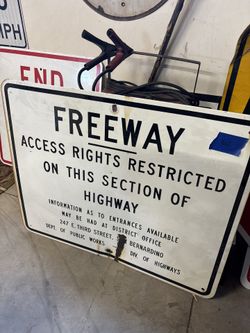 MPH
END
FREEWAY
ACCESS RIGHTS RESTRICTED
ON THIS SECTION OF
HIGHWAY
INFORMATION AS TO ENTRANCES AVAILABLE
MAY BE HAD AT DISTRICT OFFICE
247 E. THIRD STREET, BERNARDINO
DEPT. OF PUBLIC WORKS DIV. OF HIGHWAYS